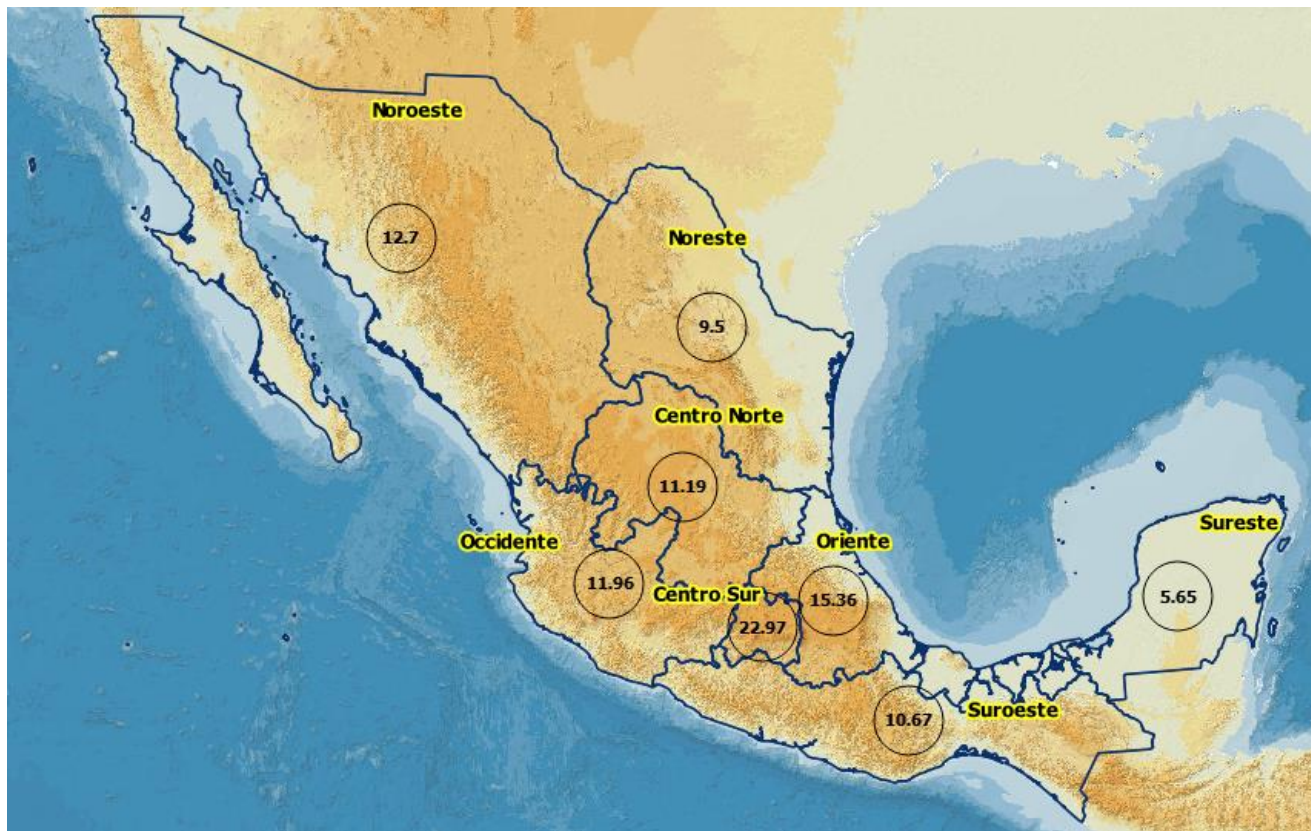 Noroeste
12.7
Noreste
9.5
Centro Norte
11.19
Occidente
11.96
Centro Sur
22.97
Oriente
15.36
Sureste
5.65
Suroeste
10.67